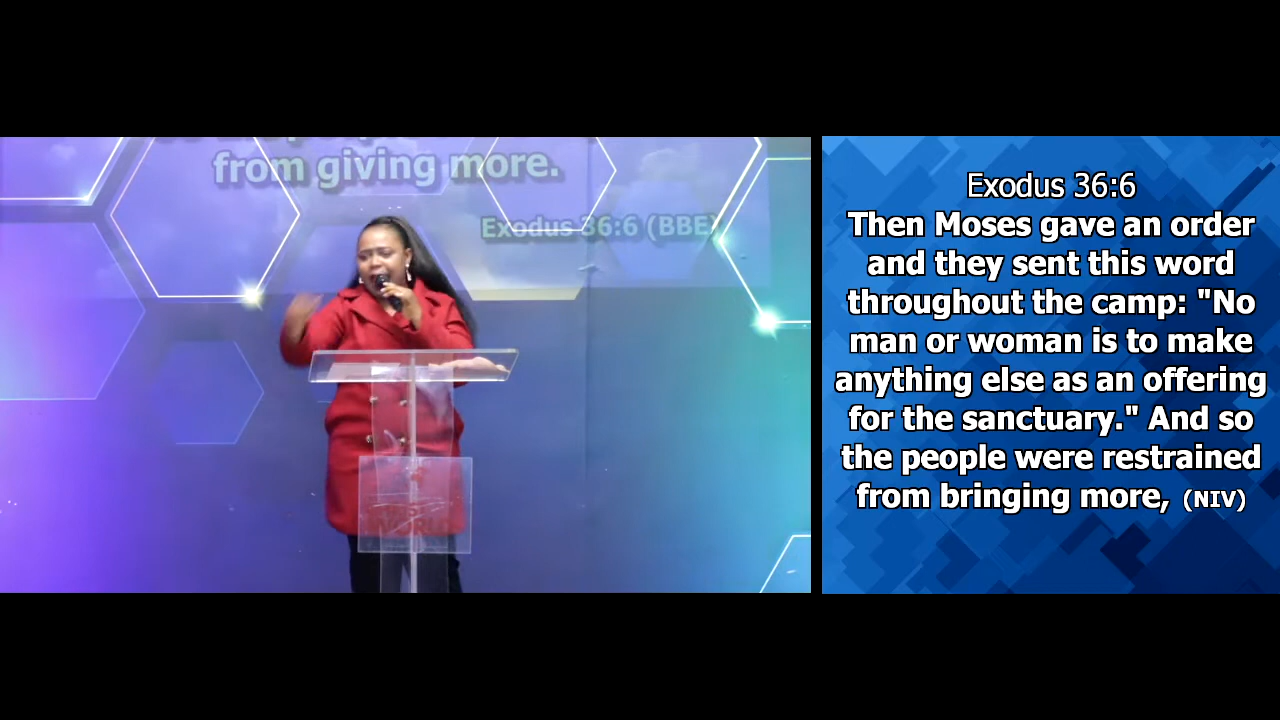 from giving more.
Exodus 36:6 (BBE)
Exodus 36:6
Then Moses gave an order
and they sent this word
throughout the camp: "No
man or woman is to make
anything else as an offering
for the sanctuary." And so
the people were restrained
from bringing more, (NIV)